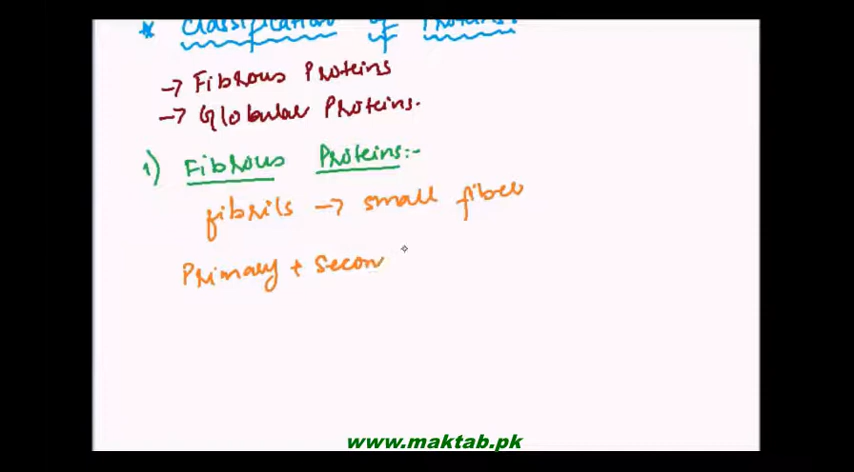 * Classification of Proteins:
→ Fibrous Proteins
→ Globular Proteins.
1) Fibrous Proteins:-
fibrils → small fiber
Primary + Secon
www.maktab.pk